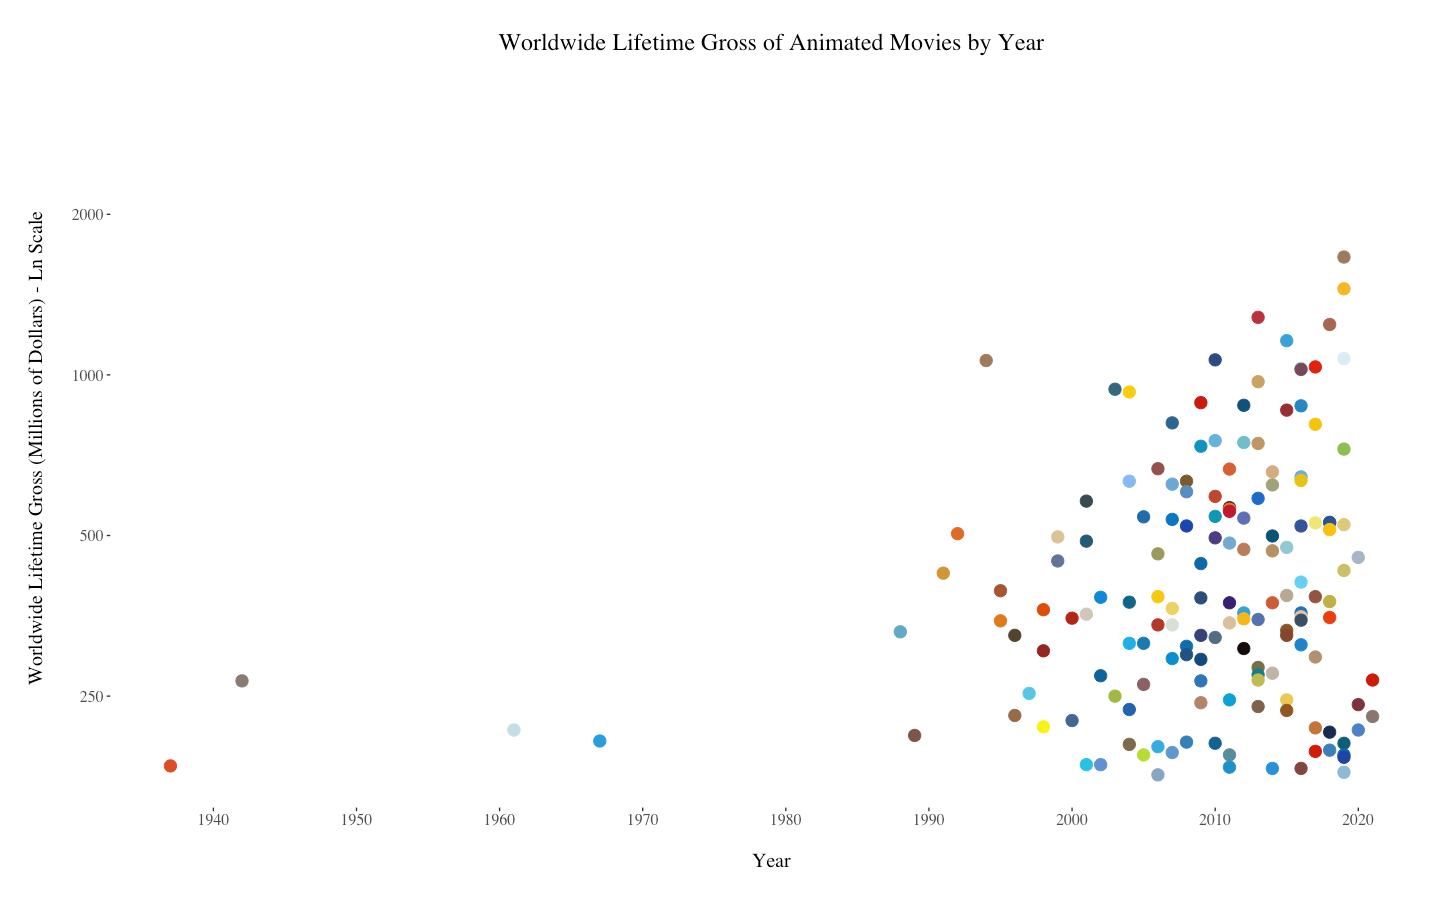 Worldwide Lifetime Gross of Animated Movies by Year
Worldwide Lifetime Gross (Millions of Dollars) - Ln Scale
2000
1000
500
250
1940 1950 1960 1970 1980 1990 2000 2010 2020
Year